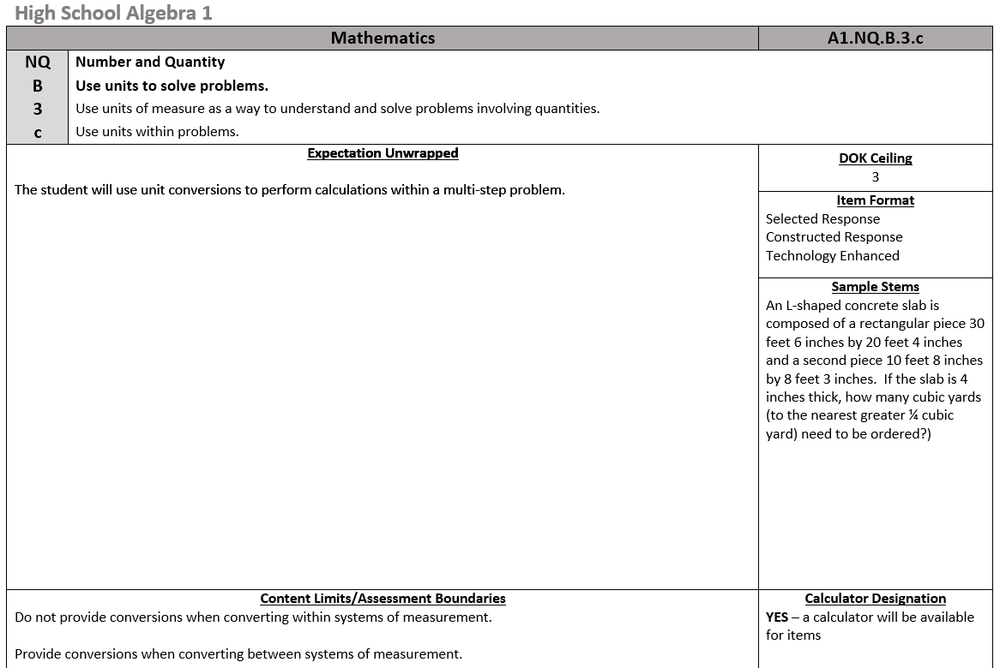 High School Algebra 1
Mathematics
A1.NQ.B.3.c
NQ
Number and Quantity
B
Use units to solve problems.
3
Use units of measure as a way to understand and solve problems involving quantities.
c
Use units within problems.
Expectation Unwrapped
The student will use unit conversions to perform calculations within a multi-step problem.
DOK Ceiling
3
Item Format
Selected Response
Constructed Response
Technology Enhanced
Sample Stems
An L-shaped concrete slab is
composed of a rectangular piece 30
feet 6 inches by 20 feet 4 inches
and a second piece 10 feet 8 inches
by 8 feet 3 inches.  If the slab is 4
inches thick, how many cubic yards
(to the nearest greater ¼ cubic
yard) need to be ordered?)
Content Limits/Assessment Boundaries
Do not provide conversions when converting within systems of measurement.
Provide conversions when converting between systems of measurement.
Calculator Designation
YES – a calculator will be available
for items